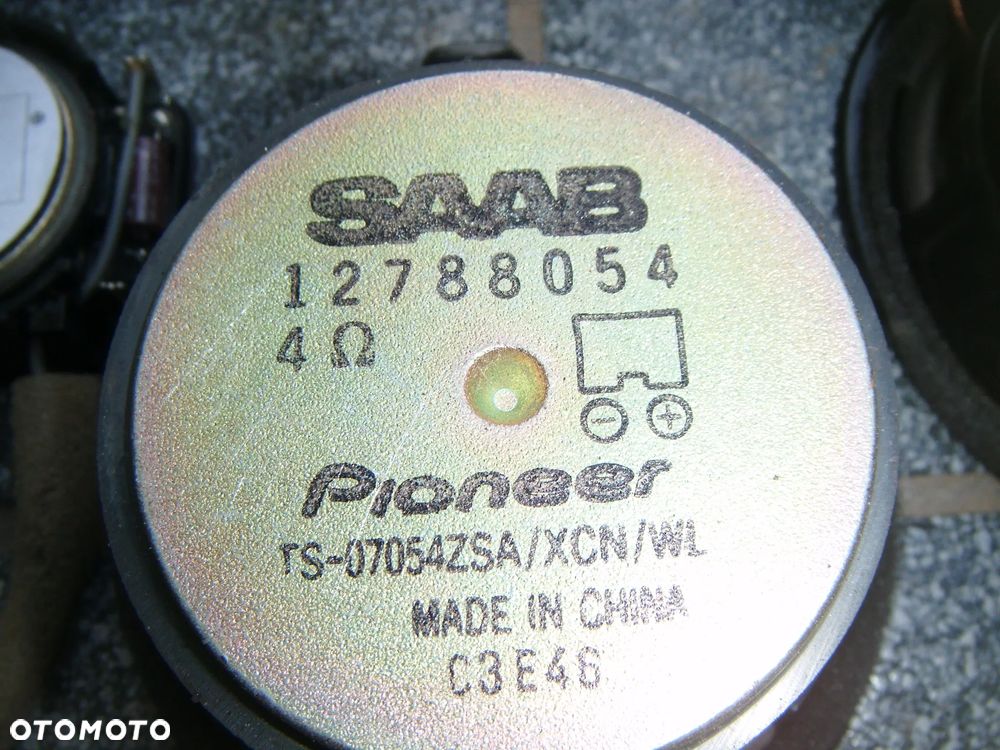 SAAB
12788054
4 Ω
− +
Pioneer
TS-07054ZSA/XCN/WL
MADE IN CHINA
C3E46
OTOMOTO